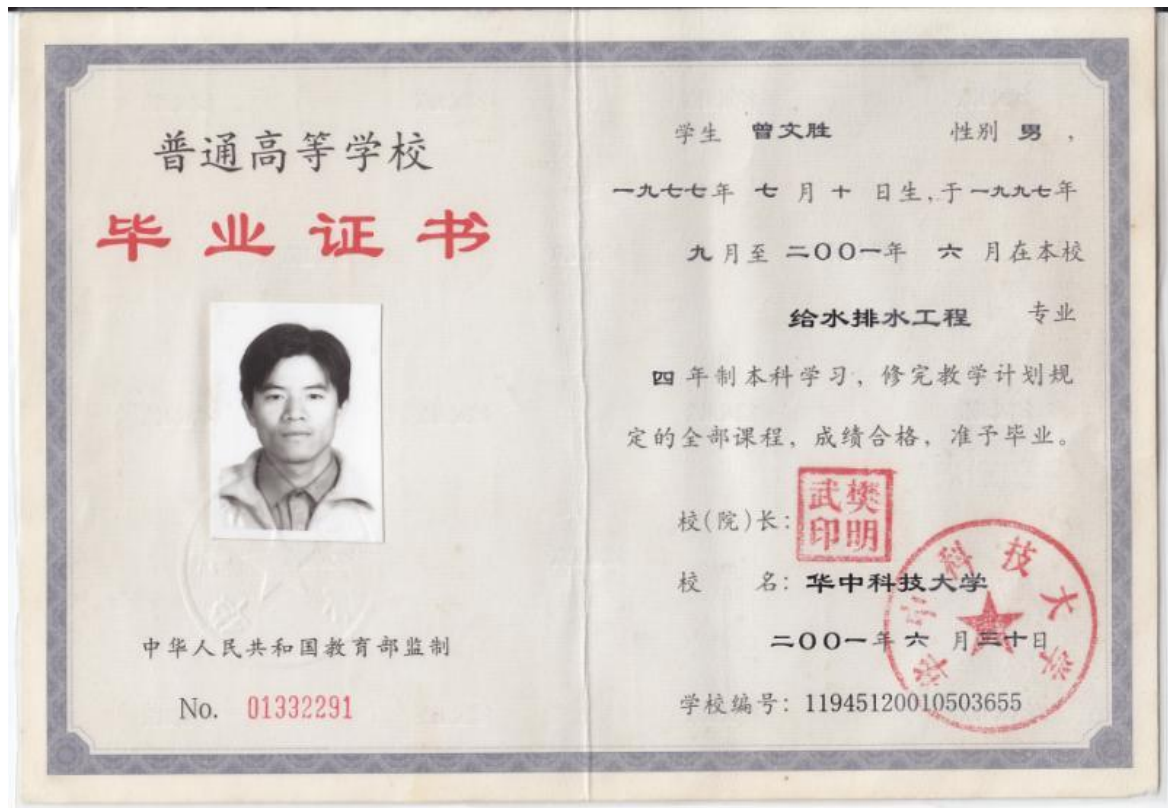 普通高等学校
毕业证书
中华人民共和国教育部监制
No. 01332291
学生 曾文胜 性别 男,
一九七七年 七 月 十 日生,于一九九七年
九月至 二〇〇一年 六 月在本校
给水排水工程 专业
四 年制本科学习，修完教学计划规
定的全部课程，成绩合格，准予毕业。
校(院)长: 樊明武印
校 名: 华中科技大学
二〇〇一年 六 月三十日
学校编号: 11945120010503655
华中科技大学